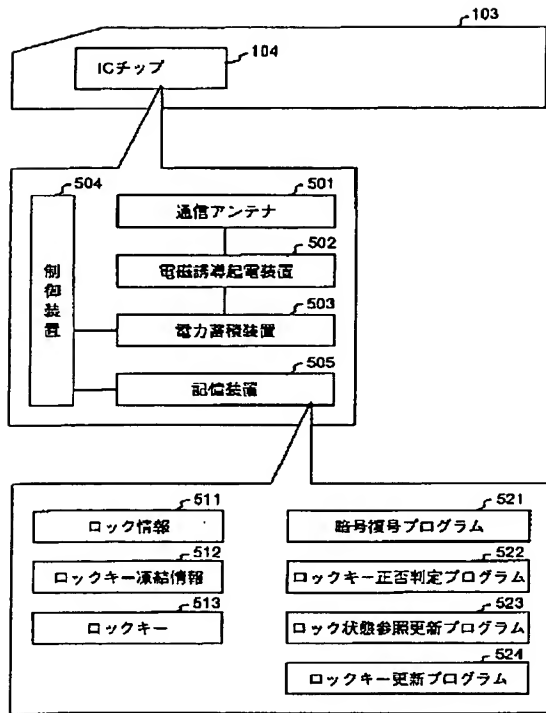 103
ICチップ
104
504
制御装置
501
通信アンテナ
502
電磁誘導起電装置
503
電力蓄積装置
505
記憶装置
511
ロック情報
512
ロックキー凍結情報
513
ロックキー
521
暗号復号プログラム
522
ロックキー正否判定プログラム
523
ロック状態参照更新プログラム
524
ロックキー更新プログラム